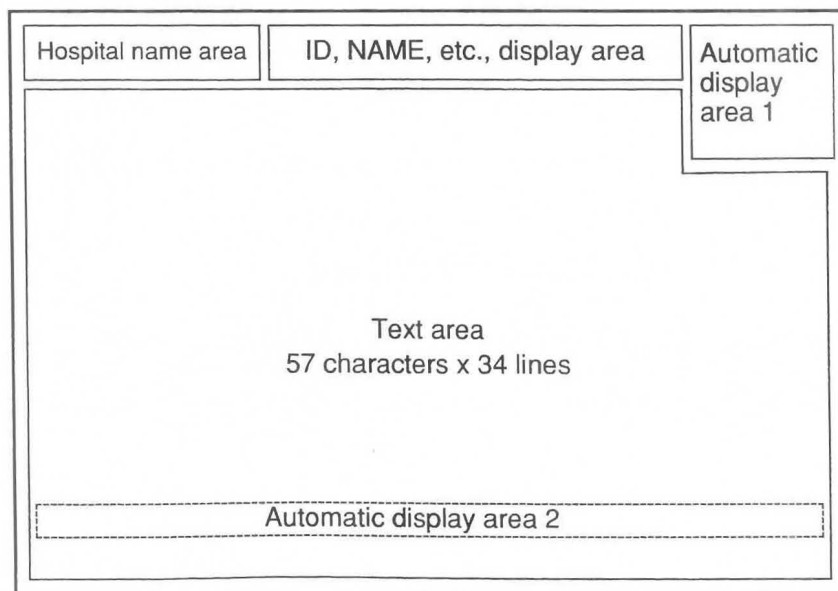 Hospital name area
ID, NAME, etc., display area
Automatic
display
area 1
Text area
57 characters x 34 lines
Automatic display area 2